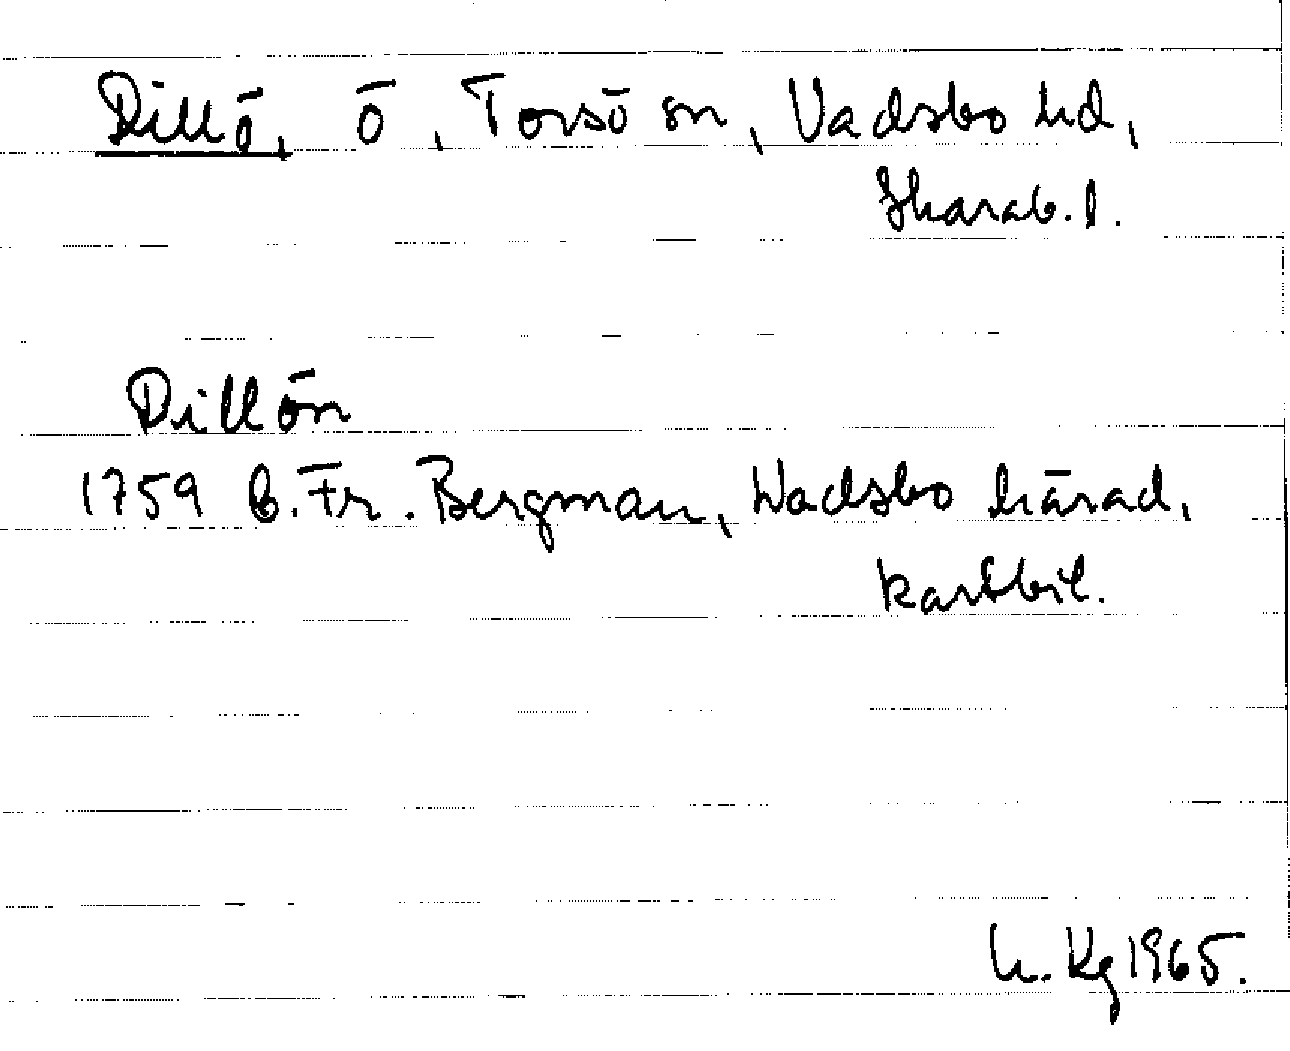 Dillö, ö, Torsö sn, Vadsbo hd,
Skarab. l.
Dillön
1759 C. Fr. Bergman, Wadsbo härad,
kartbil.
h. Kg 1965.